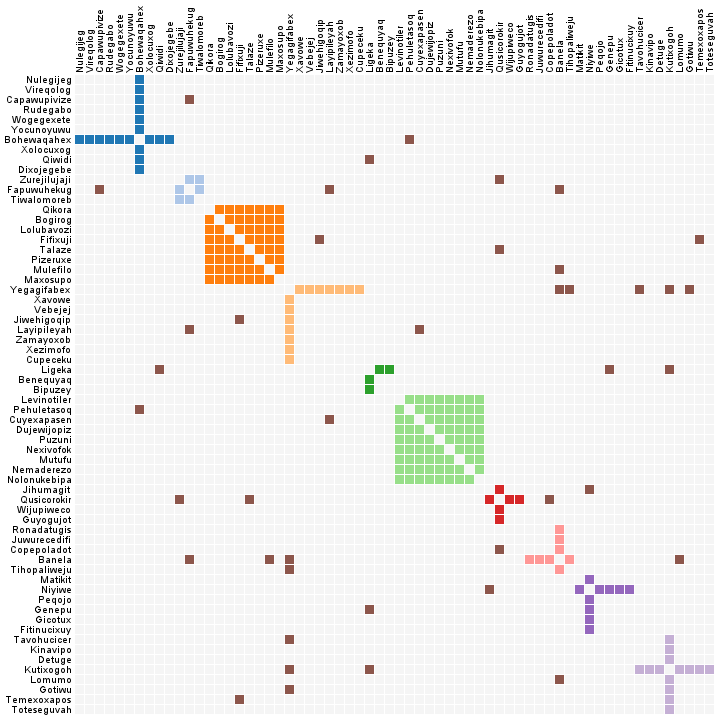 Nulegijeg
Vireqolog
Capawupivize
Rudegabo
Wogegexete
Yocunoyuwu
Bohewaqahex
Xolocuxog
Qiwidi
Dixojegebe
Zurejilujaji
Fapuwuhekug
Tiwalomoreb
Qikora
Bogirog
Lolubavozi
Fifixuji
Talaze
Pizeruxe
Mulefilo
Maxosupo
Yegagifabex
Xavowe
Vebejej
Jiwehigoqip
Layipileyah
Zamayoxob
Xezimofo
Cupeceku
Ligeka
Benequyaq
Bipuzey
Levinotiler
Pehuletasoq
Cuyexapasen
Dujewijopiz
Puzuni
Nexivofok
Mutufu
Nemaderezo
Nolonukebipa
Jihumagit
Qusicorokir
Wijupiweco
Guyogujot
Ronadatugis
Juwurecedifi
Copepoladot
Banela
Tihopaliweju
Matikit
Niyiwe
Peqojo
Genepu
Gicotux
Fitinucixuy
Tavohucicer
Kinavipo
Detuge
Kutixogoh
Lomumo
Gotiwu
Temexoxapos
Toteseguvah
Nulegijeg
Vireqolog
Capawupivize
Rudegabo
Wogegexete
Yocunoyuwu
Bohewaqahex
Xolocuxog
Qiwidi
Dixojegebe
Zurejilujaji
Fapuwuhekug
Tiwalomoreb
Qikora
Bogirog
Lolubavozi
Fifixuji
Talaze
Pizeruxe
Mulefilo
Maxosupo
Yegagifabex
Xavowe
Vebejej
Jiwehigoqip
Layipileyah
Zamayoxob
Xezimofo
Cupeceku
Ligeka
Benequyaq
Bipuzey
Levinotiler
Pehuletasoq
Cuyexapasen
Dujewijopiz
Puzuni
Nexivofok
Mutufu
Nemaderezo
Nolonukebipa
Jihumagit
Qusicorokir
Wijupiweco
Guyogujot
Ronadatugis
Juwurecedifi
Copepoladot
Banela
Tihopaliweju
Matikit
Niyiwe
Peqojo
Genepu
Gicotux
Fitinucixuy
Tavohucicer
Kinavipo
Detuge
Kutixogoh
Lomumo
Gotiwu
Temexoxapos
Toteseguvah